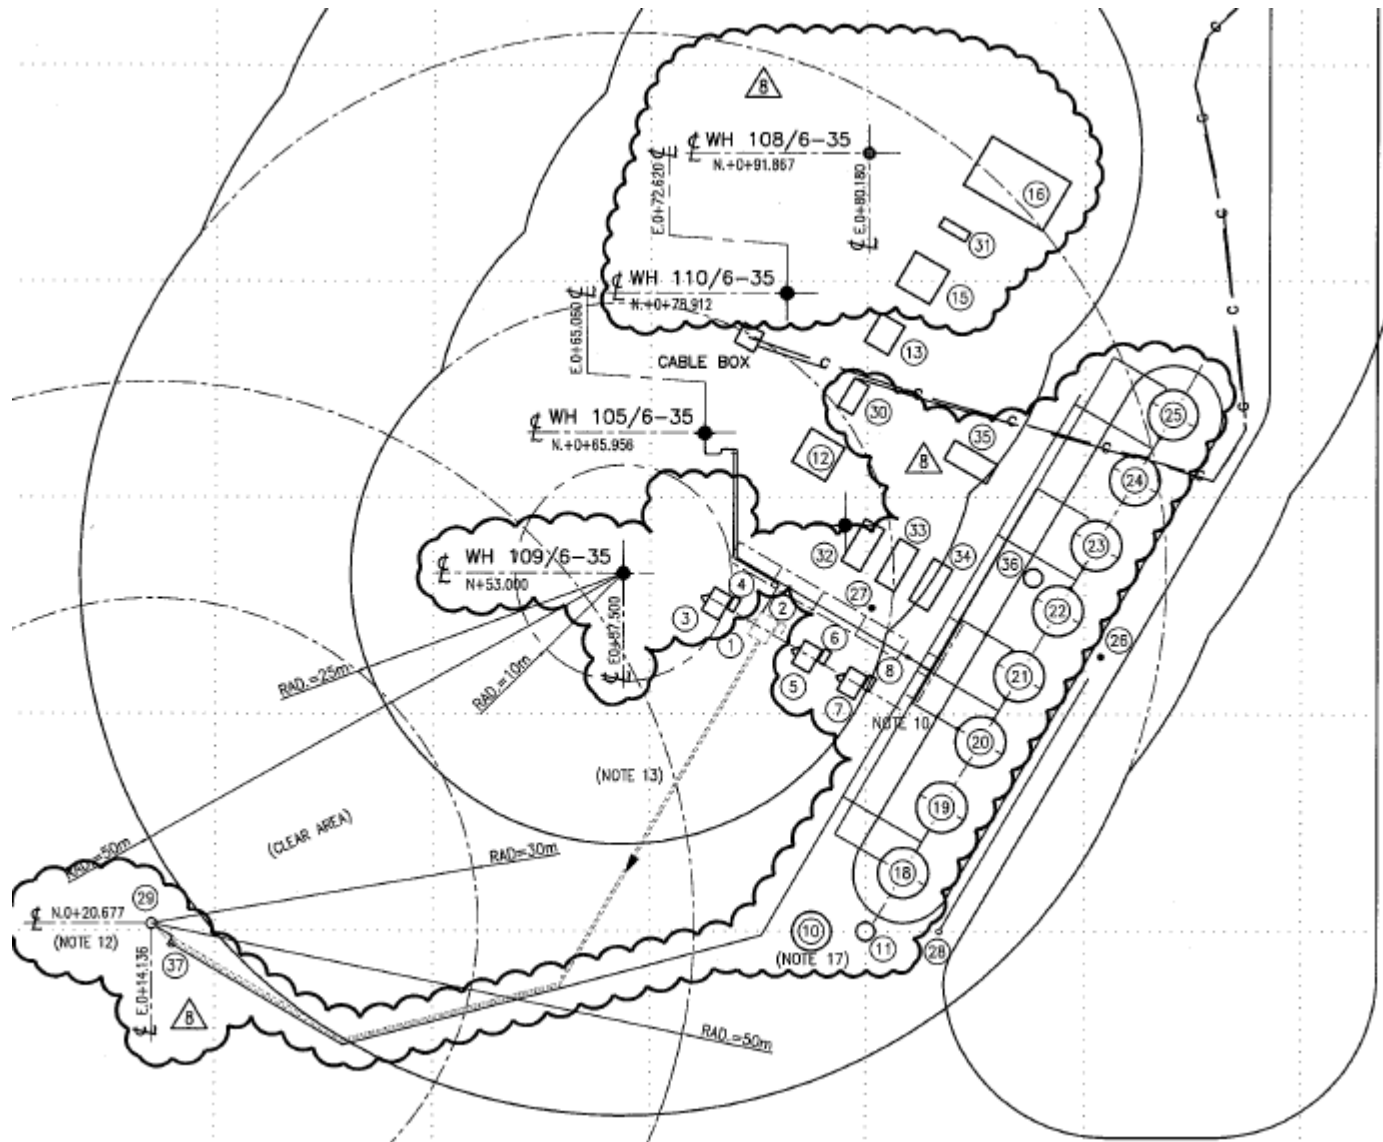 C
C
8
℄ WH 108/6-35
N.+0+91.867
℄
E.0+72.620
E.0+80.180
℄
16
31
C
15
℄ WH 110/6-35
N.+0+78.912
℄
E.0+65.060
C
13
CABLE BOX
C
C
30
C
C
25
℄ WH 105/6-35
N.+0+65.956
12
8
35
C
C
24
33
23
32
34
36
℄ WH 109/6-35
N+53.000
4
27
22
3
2
℄
1
6
26
RAD.=25m
RAD.=10m
5
8
21
7
NOTE 10
20
(NOTE 13)
19
(CLEAR AREA)
RAD=30m
RAD.=50m
18
29
℄ N.0+20.677
(NOTE 12)
10
11
(NOTE 17)
28
37
E.0+14.136
℄
8
RAD.=50m